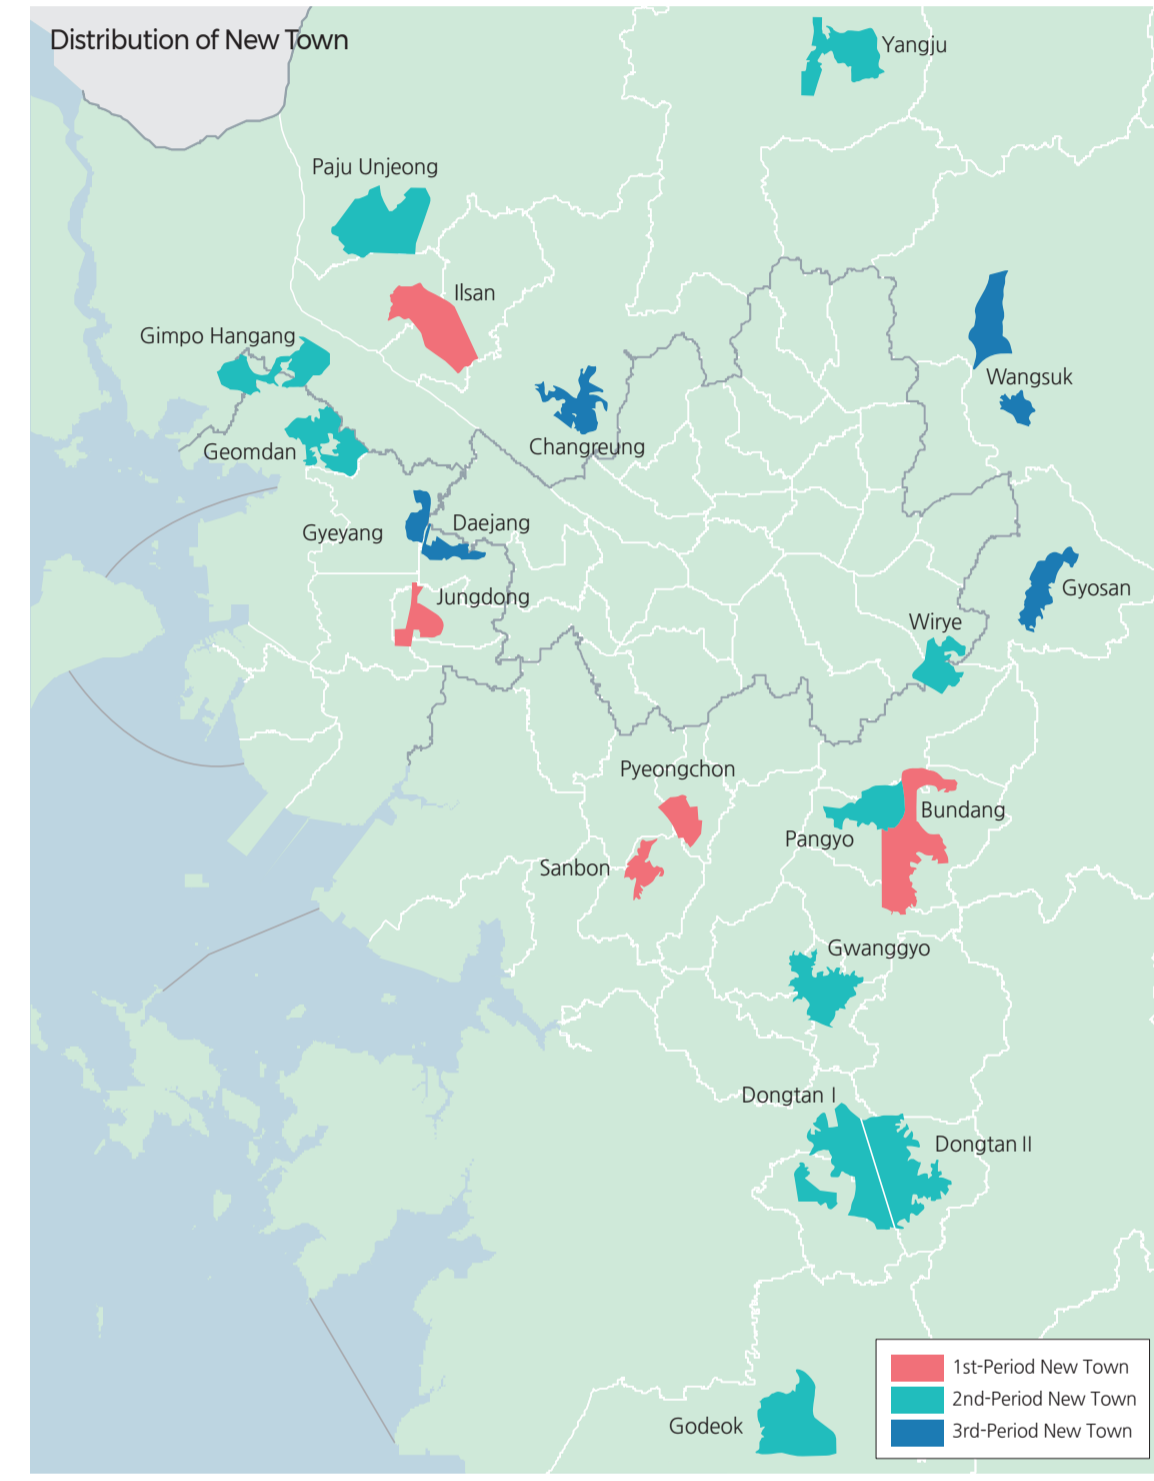 Distribution of New Town
Yangju
Paju Unjeong
Ilsan
Gimpo Hangang
Wangsuk
Changreung
Geomdan
Gyeyang
Daejang
Gyosan
Jungdong
Wirye
Pyeongchon
Bundang
Pangyo
Sanbon
Gwanggyo
Dongtan I
Dongtan II
1st-Period New Town
2nd-Period New Town
3rd-Period New Town
Godeok